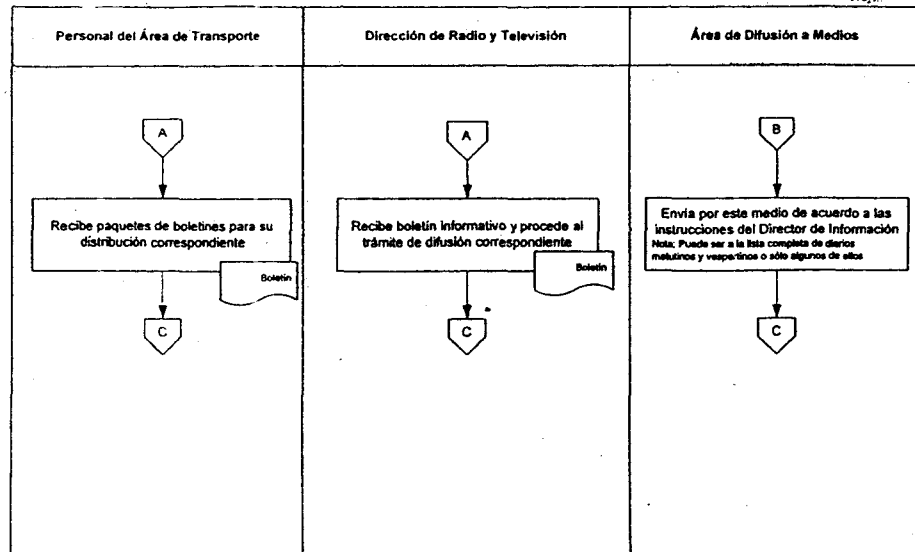 Personal del Área de Transporte
Dirección de Radio y Televisión
Área de Difusión a Medios
A
A
B
Recibe paquetes de boletines para su
distribución correspondiente
Boletín
Recibe boletín informativo y procede al
trámite de difusión correspondiente
Boletín
Envía por este medio de acuerdo a las
instrucciones del Director de Información
Nota: Puede ser a la lista completa de diarios
matutinos y vespertinos o sólo algunos de ellos
C
C
C